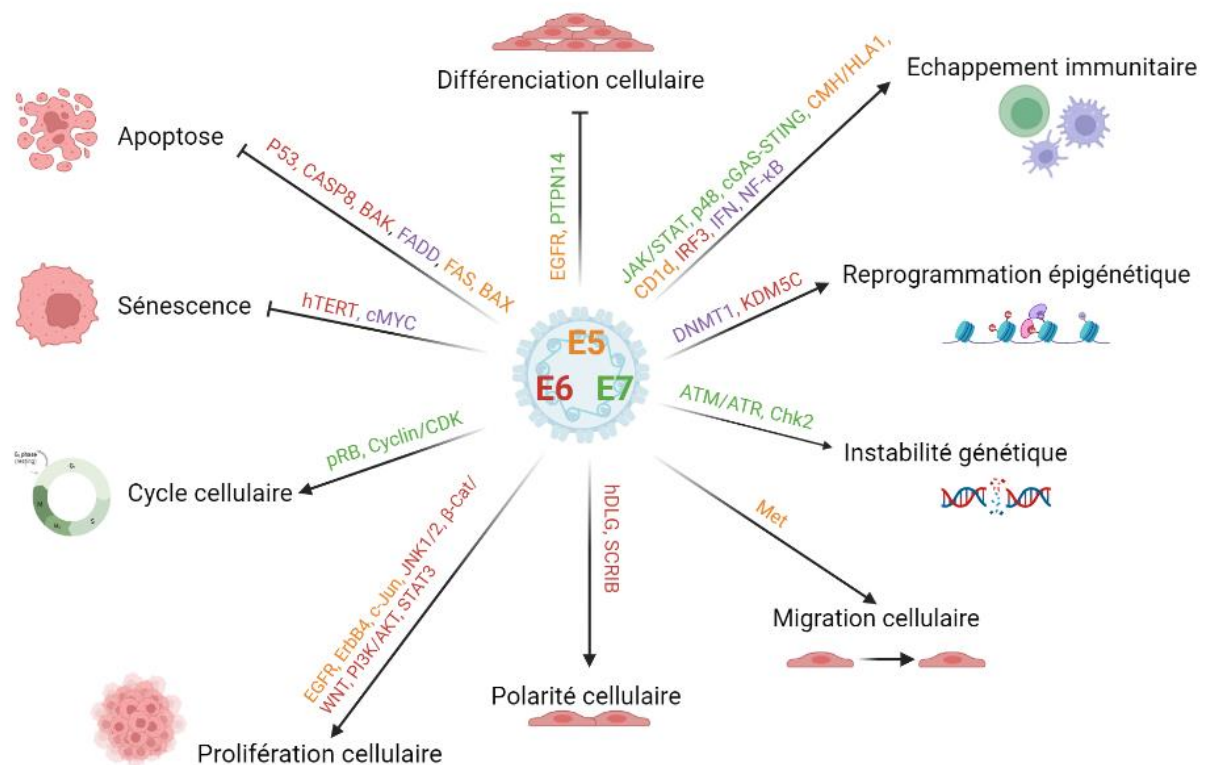 Différenciation cellulaire
Echappement immunitaire
Apoptose
P53, CASP8, BAK, FADD, FAS, BAX
EGFR, PTPN14
JAK/STAT, p48, cGAS-STING, CMH/HLA1,
CD1d, IRF3, IFN, NF-κB
Reprogrammation épigénétique
DNMT1, KDM5C
Sénescence
hTERT, cMYC
E5
E6 E7
ATM/ATR, Chk2
Instabilité génétique
pRB, Cyclin/CDK
Cycle cellulaire
hDLG, SCRIB
Met
Migration cellulaire
EGFR, ErbB4, c-Jun, JNK1/2, β-Cat/
WNT, PI3K/AKT, STAT3
Polarité cellulaire
Prolifération cellulaire